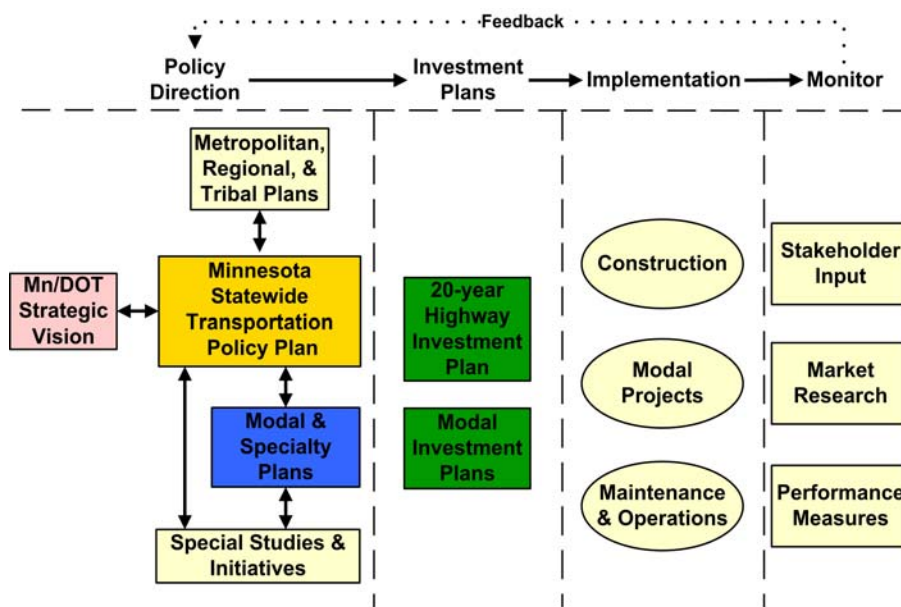 Feedback
Policy
Direction
Investment
Plans
Implementation
Monitor
Metropolitan,
Regional, &
Tribal Plans
Mn/DOT
Strategic
Vision
Minnesota
Statewide
Transportation
Policy Plan
Modal &
Specialty
Plans
Special Studies &
Initiatives
20-year
Highway
Investment
Plan
Modal
Investment
Plans
Construction
Modal
Projects
Maintenance
& Operations
Stakeholder
Input
Market
Research
Performance
Measures